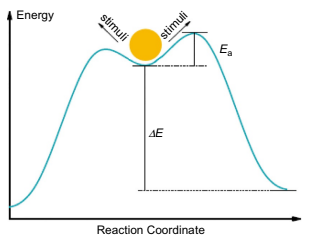 Energy
stimuli
stimuli
Ea
ΔE
Reaction Coordinate